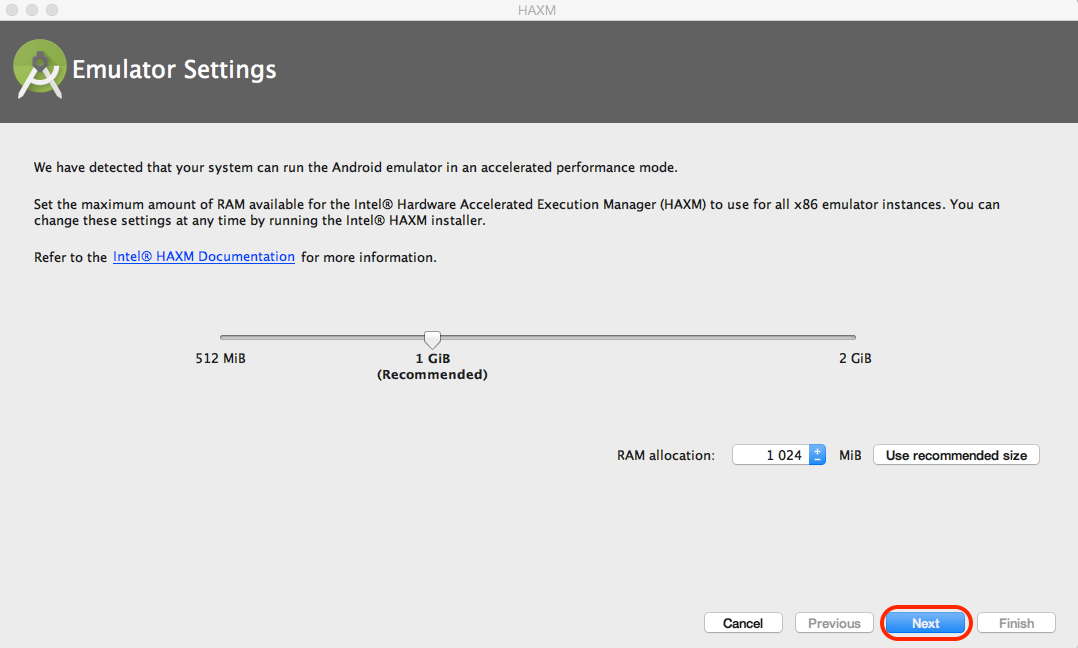 HAXM
Emulator Settings
We have detected that your system can run the Android emulator in an accelerated performance mode.
Set the maximum amount of RAM available for the Intel® Hardware Accelerated Execution Manager (HAXM) to use for all x86 emulator instances. You can
change these settings at any time by running the Intel® HAXM installer.
Refer to the Intel® HAXM Documentation for more information.
512 MiB 1 GiB 2 GiB
(Recommended)
RAM allocation: 1 024 MiB Use recommended size
Cancel Previous Next Finish